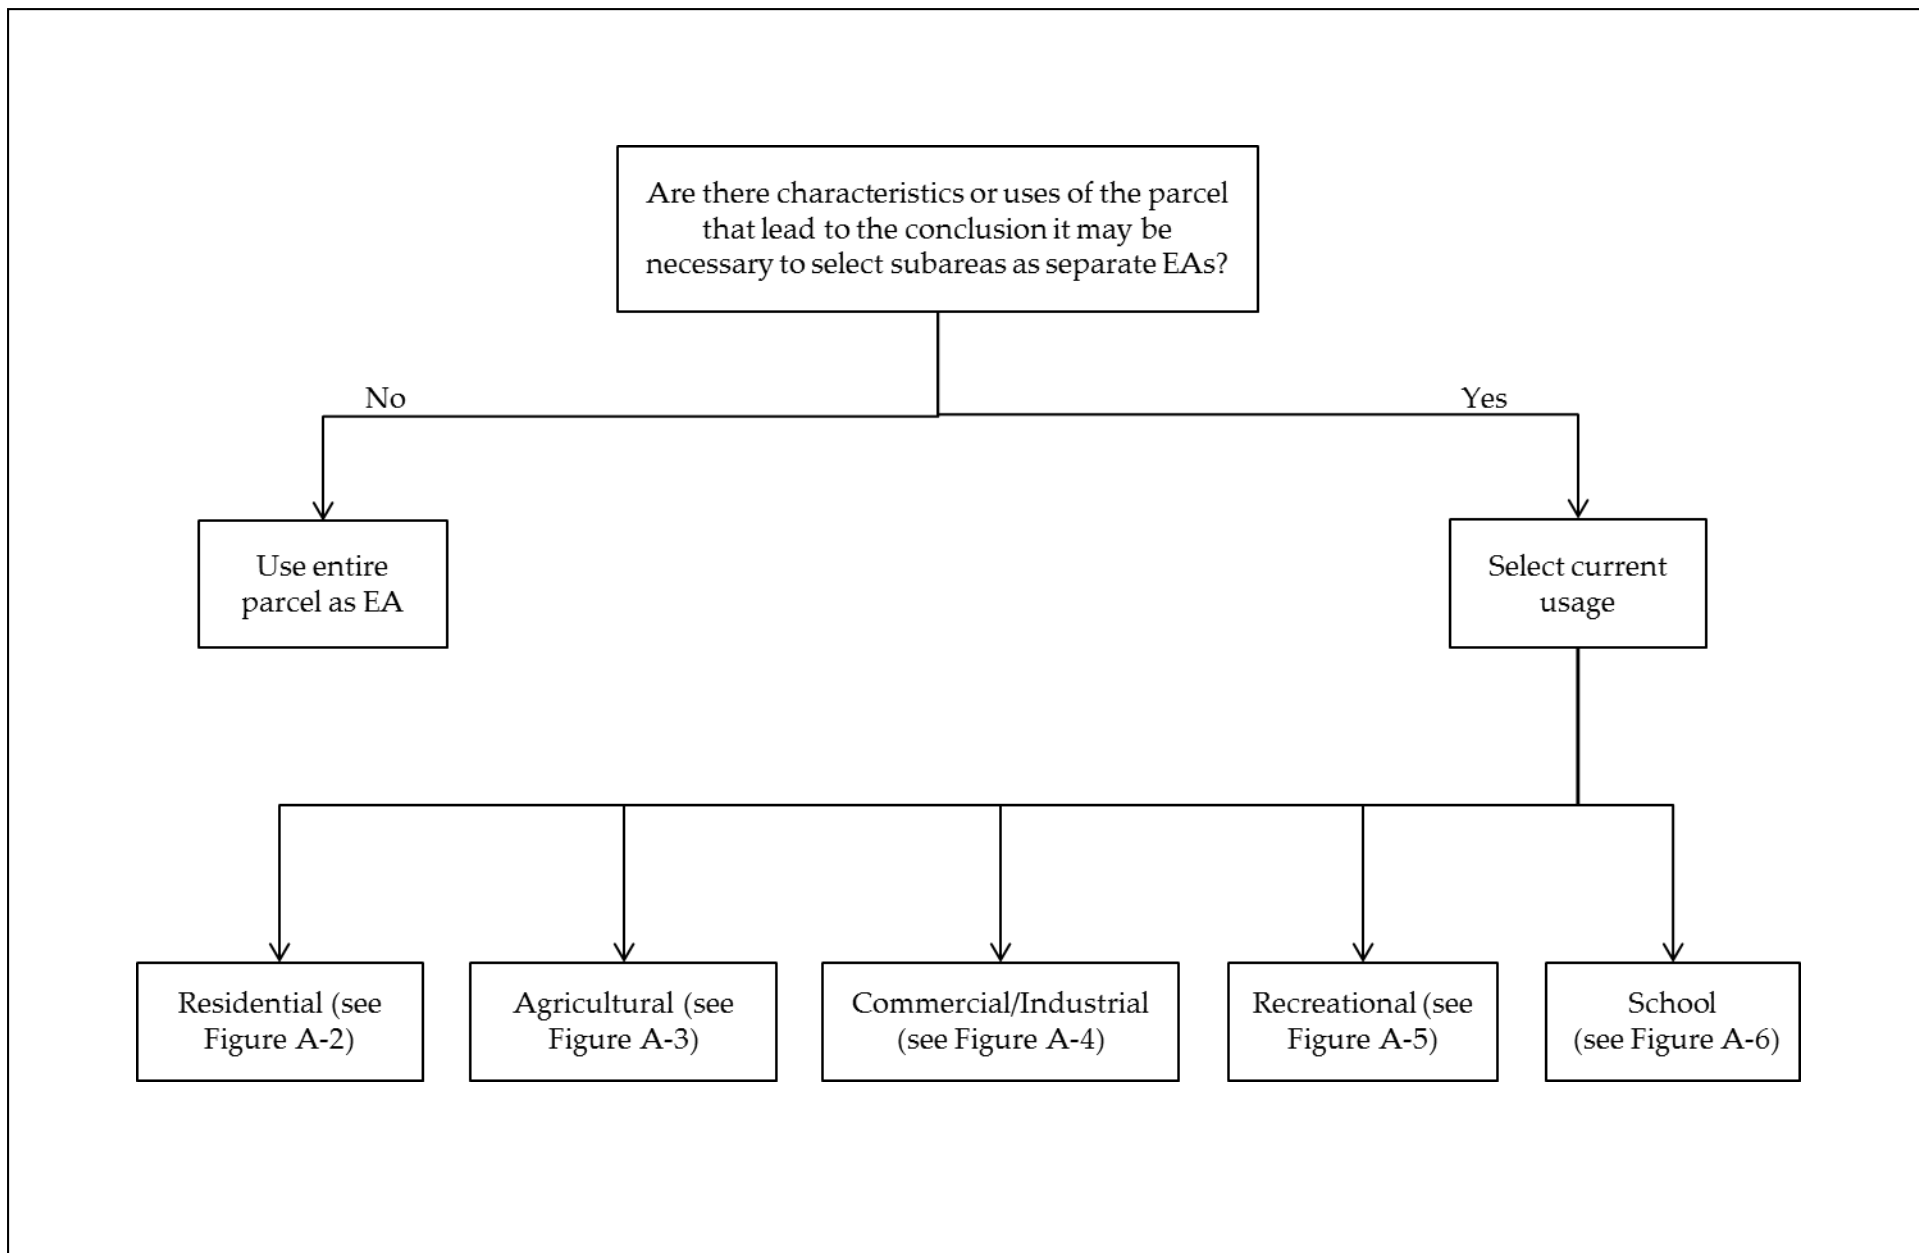 Are there characteristics or uses of the parcel
that lead to the conclusion it may be
necessary to select subareas as separate EAs?
No
Yes
Use entire
parcel as EA
Select current
usage
Residential (see
Figure A-2)
Agricultural (see
Figure A-3)
Commercial/Industrial
(see Figure A-4)
Recreational (see
Figure A-5)
School
(see Figure A-6)